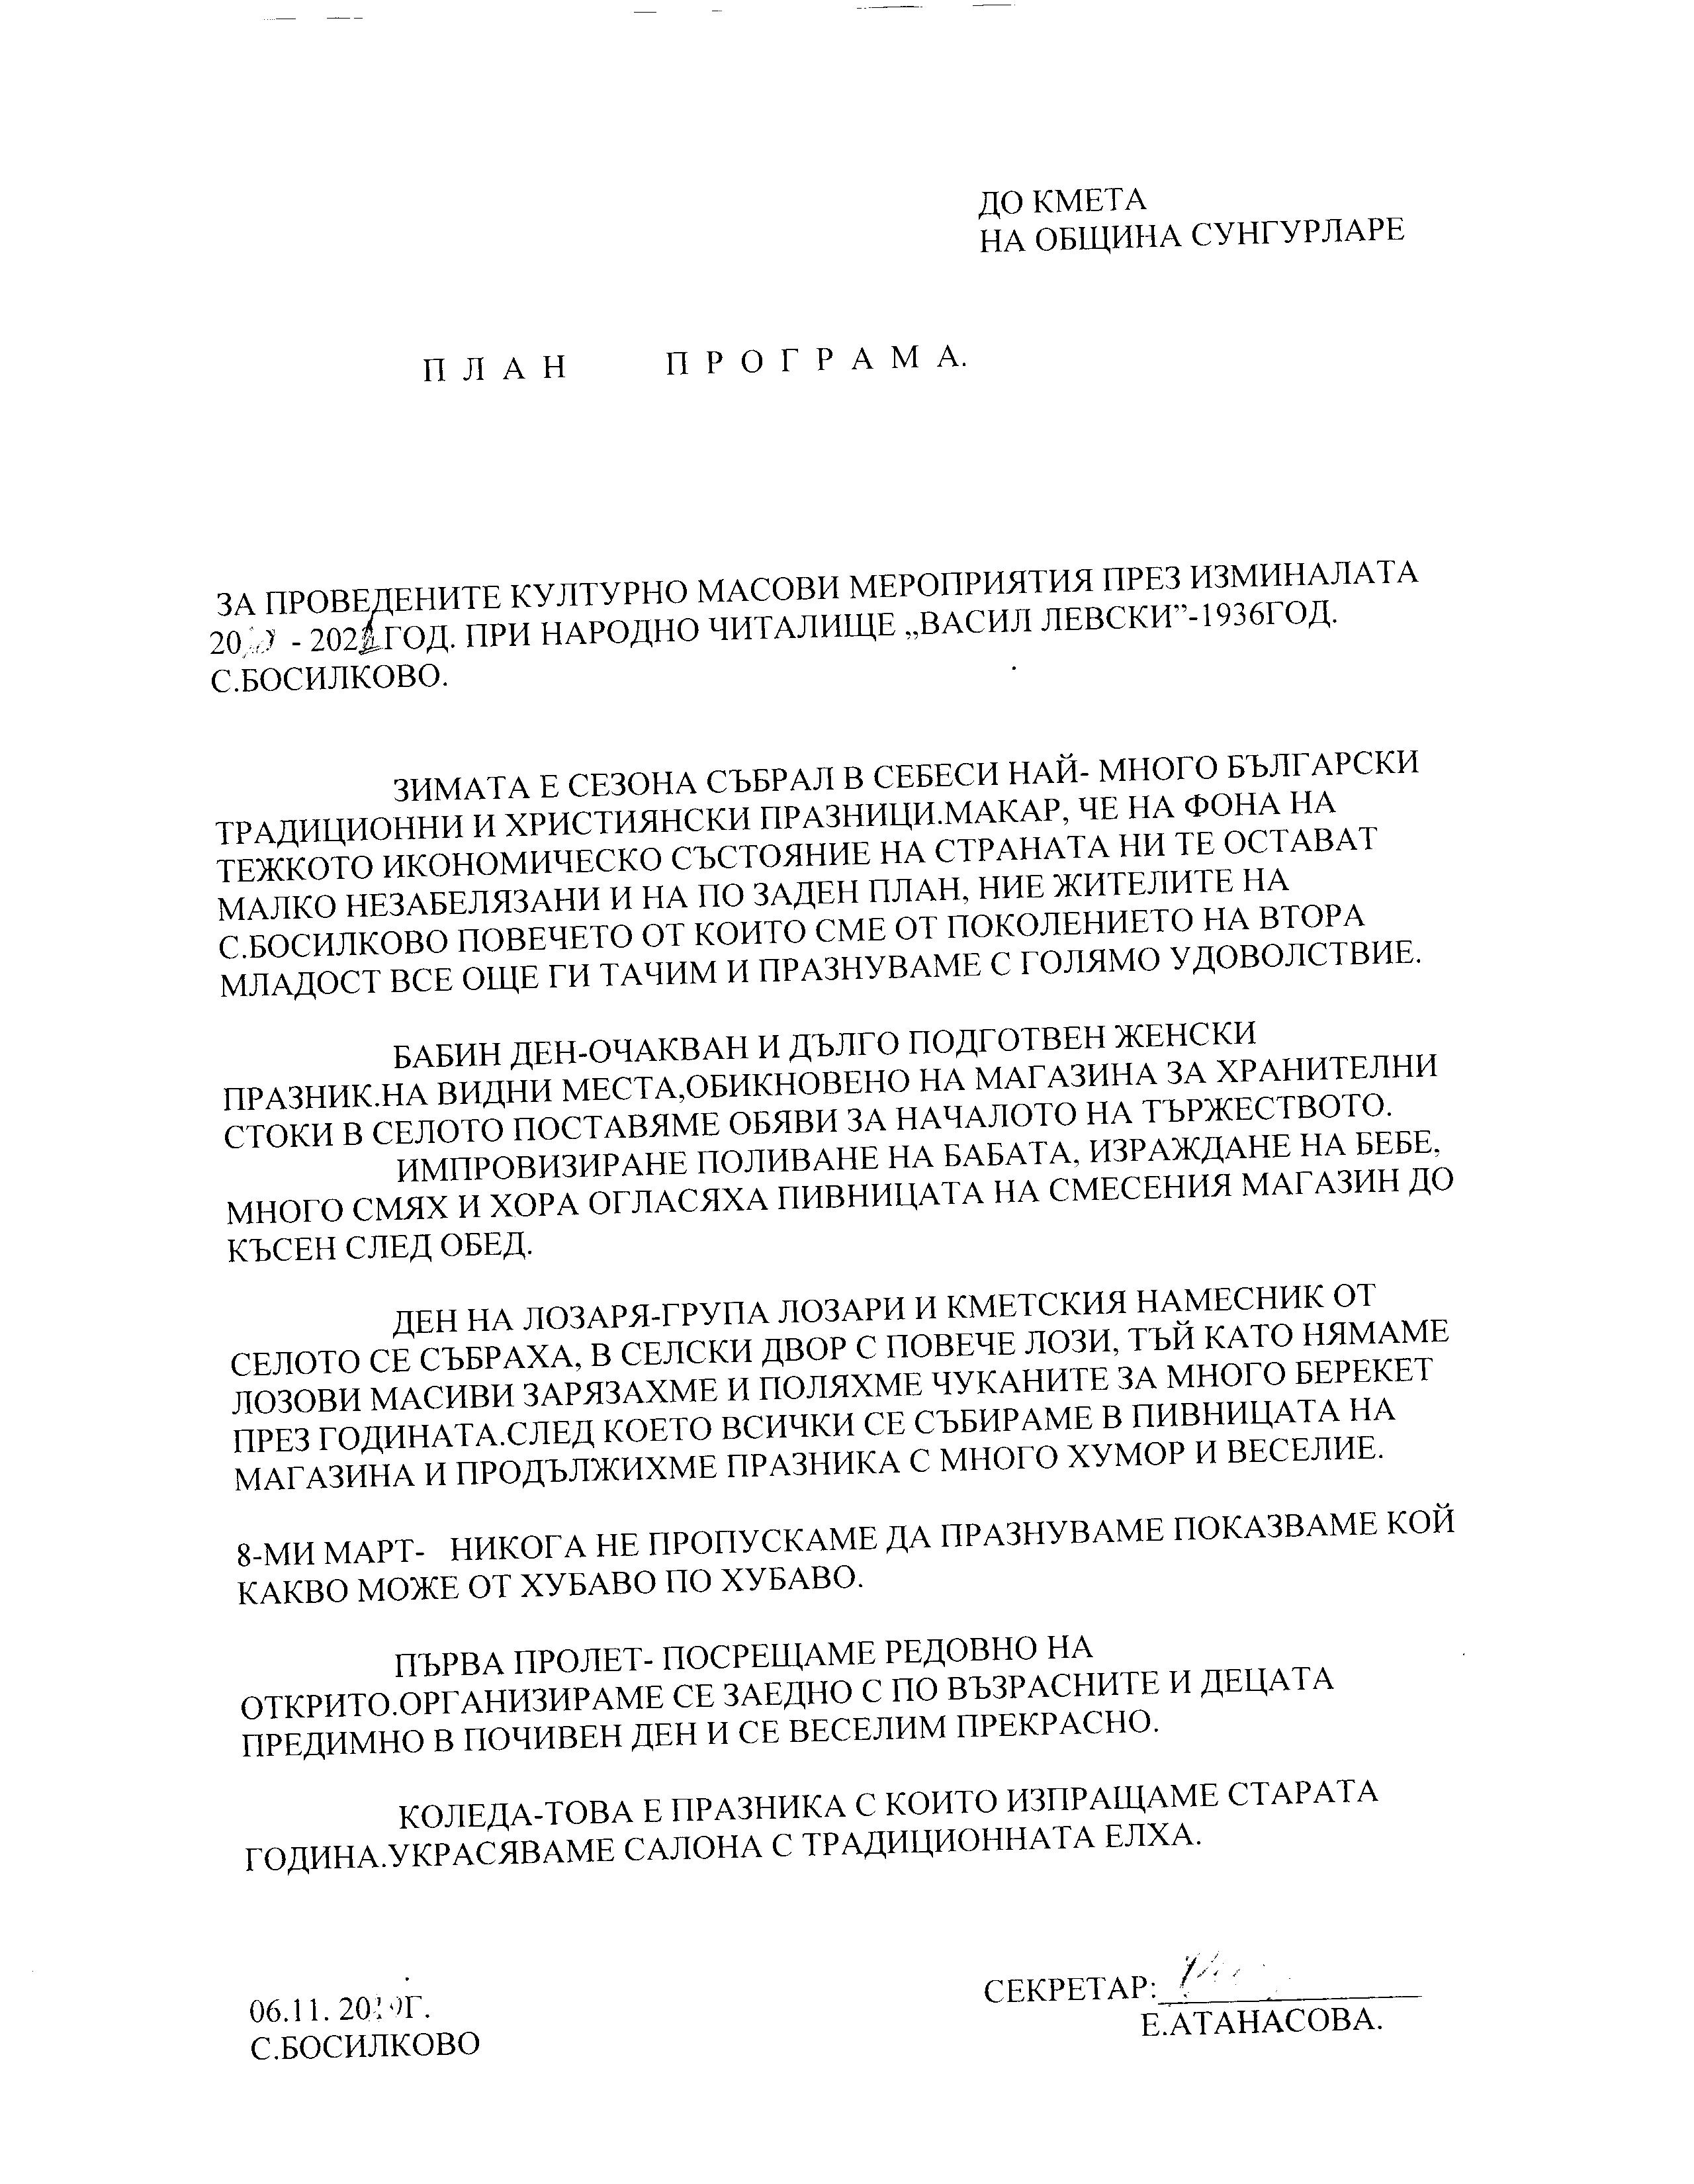 ДО КМЕТА
НА ОБЩИНА СУНГУРЛАРЕ
П Л А Н П Р О Г Р А М А.
ЗА ПРОВЕДЕНИТЕ КУЛТУРНО МАСОВИ МЕРОПРИЯТИЯ ПРЕЗ ИЗМИНАЛАТА
ГОД. ПРИ НАРОДНО ЧИТАЛИЩЕ „ВАСИЛ ЛЕВСКИ”-1936ГОД.
С.БОСИЛКОВО.
ЗИМАТА Е СЕЗОНА СЪБРАЛ В СЕБЕСИ НАЙ- МНОГО БЪЛГАРСКИ
ТРАДИЦИОННИ И ХРИСТИЯНСКИ ПРАЗНИЦИ.МАКАР, ЧЕ НА ФОНА НА
ТЕЖКОТО ИКОНОМИЧЕСКО СЪСТОЯНИЕ НА СТРАНАТА НИ ТЕ ОСТАВАТ
МАЛКО НЕЗАБЕЛЯЗАНИ И НА ПО ЗАДЕН ПЛАН, НИЕ ЖИТЕЛИТЕ НА
С.БОСИЛКОВО ПОВЕЧЕТО ОТ КОИТО СМЕ ОТ ПОКОЛЕНИЕТО НА ВТОРА
МЛАДОСТ ВСЕ ОЩЕ ГИ ТАЧИМ И ПРАЗНУВАМЕ С ГОЛЯМО УДОВОЛСТВИЕ.
БАБИН ДЕН-ОЧАКВАН И ДЪЛГО ПОДГОТВЕН ЖЕНСКИ
ПРАЗНИК.НА ВИДНИ МЕСТА,ОБИКНОВЕНО НА МАГАЗИНА ЗА ХРАНИТЕЛНИ
СТОКИ В СЕЛОТО ПОСТАВЯМЕ ОБЯВИ ЗА НАЧАЛОТО НА ТЪРЖЕСТВОТО.
ИМПРОВИЗИРАНЕ ПОЛИВАНЕ НА БАБАТА, ИЗРАЖДАНЕ НА БЕБЕ,
МНОГО СМЯХ И ХОРА ОГЛАСЯХА ПИВНИЦАТА НА СМЕСЕНИЯ МАГАЗИН ДО
КЪСЕН СЛЕД ОБЕД.
ДЕН НА ЛОЗАРЯ-ГРУПА ЛОЗАРИ И КМЕТСКИЯ НАМЕСНИК ОТ
СЕЛОТО СЕ СЪБРАХА, В СЕЛСКИ ДВОР С ПОВЕЧЕ ЛОЗИ, ТЪЙ КАТО НЯМАМЕ
ЛОЗОВИ МАСИВИ ЗАРЯЗАХМЕ И ПОЛЯХМЕ ЧУКАНИТЕ ЗА МНОГО БЕРЕКЕТ
ПРЕЗ ГОДИНАТА.СЛЕД КОЕТО ВСИЧКИ СЕ СЪБИРАМЕ В ПИВНИЦАТА НА
МАГАЗИНА И ПРОДЪЛЖИХМЕ ПРАЗНИКА С МНОГО ХУМОР И ВЕСЕЛИЕ.
8-МИ МАРТ- НИКОГА НЕ ПРОПУСКАМЕ ДА ПРАЗНУВАМЕ ПОКАЗВАМЕ КОЙ
КАКВО МОЖЕ ОТ ХУБАВО ПО ХУБАВО.
ПЪРВА ПРОЛЕТ- ПОСРЕЩАМЕ РЕДОВНО НА
ОТКРИТО.ОРГАНИЗИРАМЕ СЕ ЗАЕДНО С ПО ВЪЗРАСНИТЕ И ДЕЦАТА
ПРЕДИМНО В ПОЧИВЕН ДЕН И СЕ ВЕСЕЛИМ ПРЕКРАСНО.
КОЛЕДА-ТОВА Е ПРАЗНИКА С КОИТО ИЗПРАЩАМЕ СТАРАТА
ГОДИНА.УКРАСЯВАМЕ САЛОНА С ТРАДИЦИОННАТА ЕЛХА.
СЕКРЕТАР:
Е.АТАНАСОВА.
06.11.
С.БОСИЛКОВО